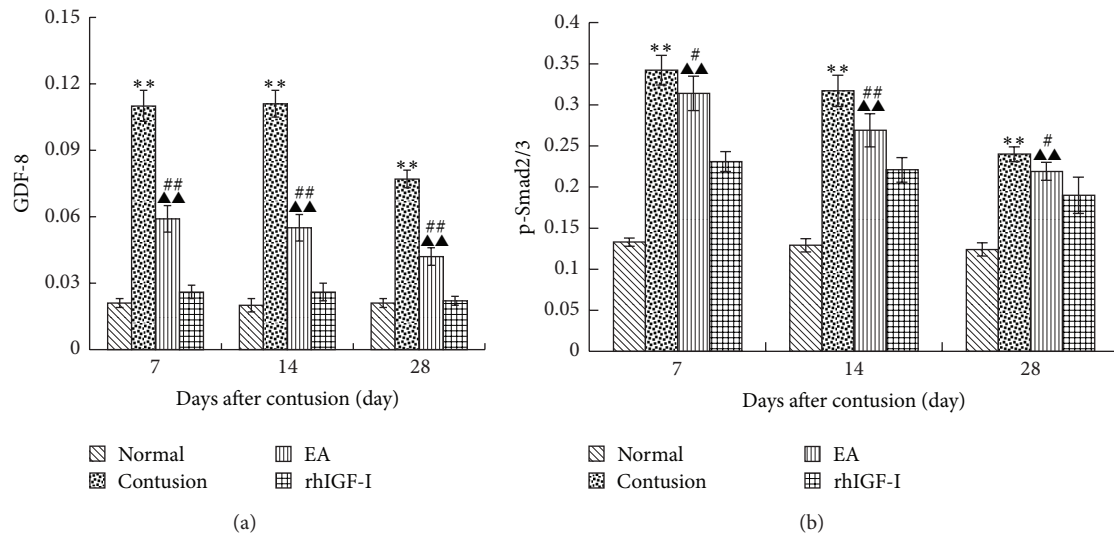 0.15
0.12
0.09
0.06
0.03
0
GDF-8
**
##
▲▲
**
##
▲▲
**
##
▲▲
7 14 28
Days after contusion (day)
Normal EA
Contusion rhIGF-I
(a)
0.4
0.35
0.3
0.25
0.2
0.15
0.1
0.05
0
p-Smad2/3
**
#
▲▲
**
##
▲▲
**
#
▲▲
7 14 28
Days after contusion (day)
Normal EA
Contusion rhIGF-I
(b)